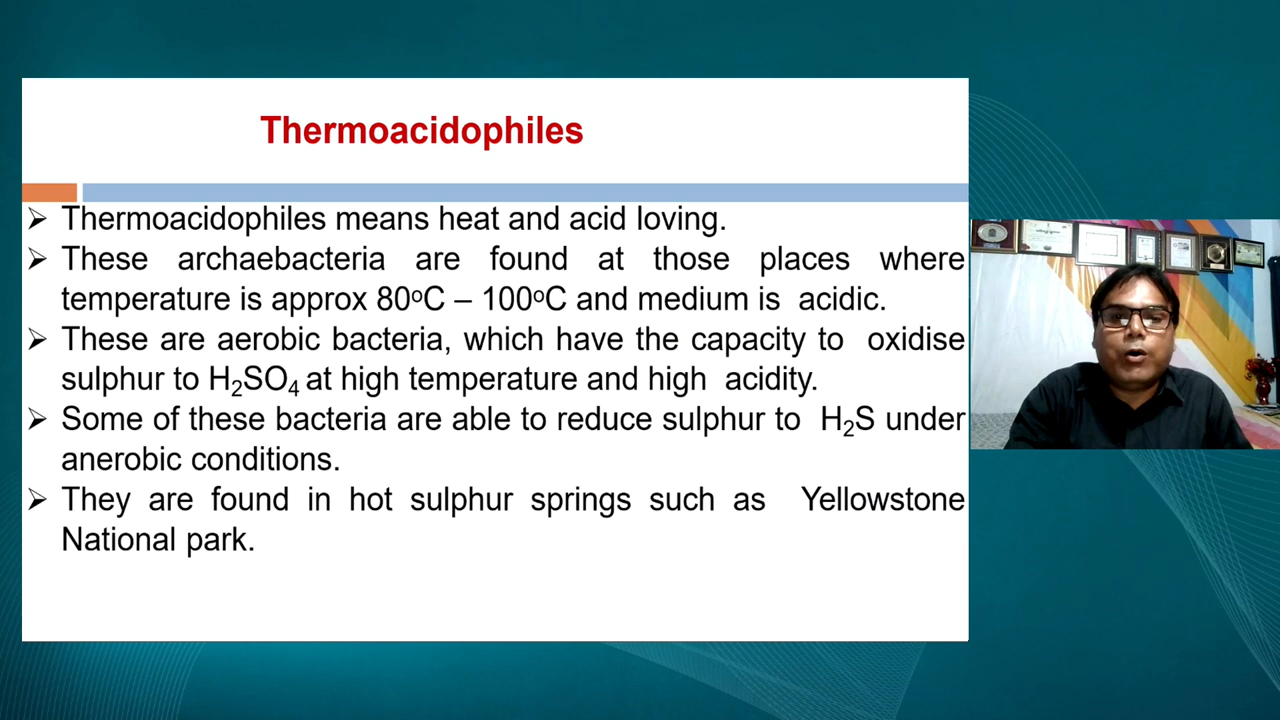 Thermoacidophiles
➢ Thermoacidophiles means heat and acid loving.
➢ These archaebacteria are found at those places where
temperature is approx 80ºC – 100ºC and medium is acidic.
➢ These are aerobic bacteria, which have the capacity to oxidise
sulphur to H₂SO₄ at high temperature and high acidity.
➢ Some of these bacteria are able to reduce sulphur to H₂S under
anerobic conditions.
➢ They are found in hot sulphur springs such as Yellowstone
National park.